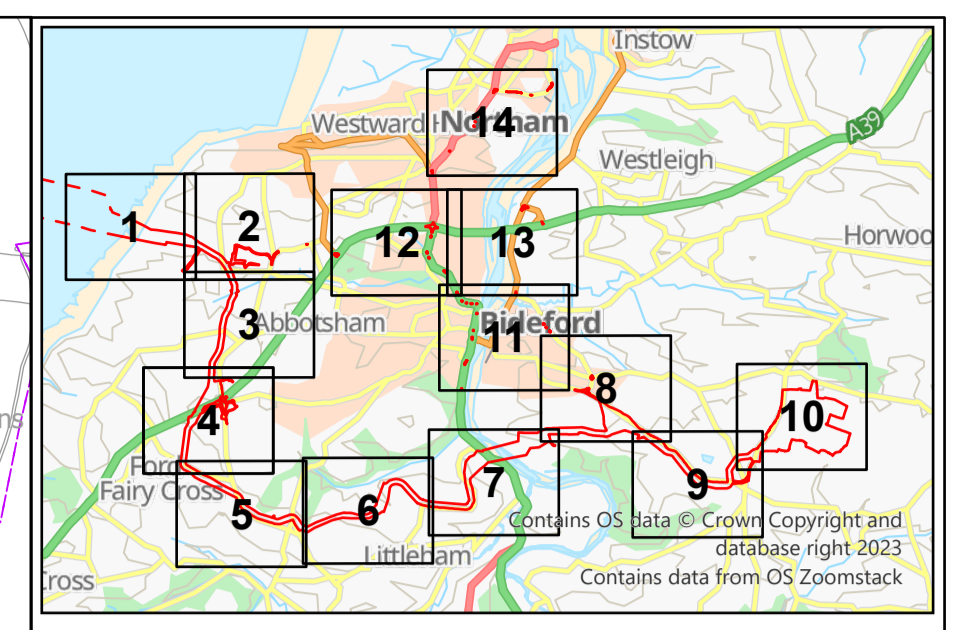 Instow
14
Westward H
Northam
A39
Westleigh
1
2
12
13
Horwoo
3
Abbotsham
Bideford
11
8
10
4
ns
Ford
Fairy Cross
9
7
5
6
Contains OS data © Crown Copyright and
database right 2023
Littleham
Contains data from OS Zoomstack
Cross